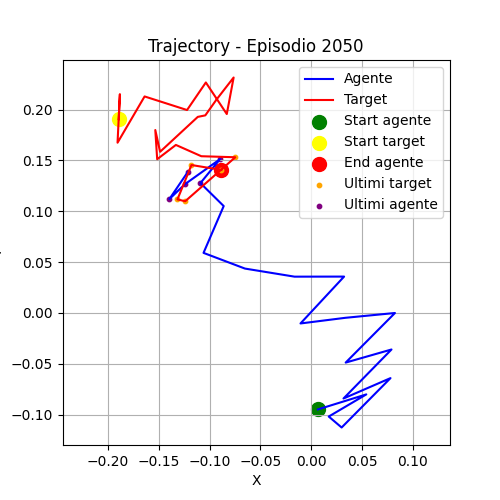 Trajectory - Episodio 2050
Agente
Target
Start agente
Start target
End agente
Ultimi target
Ultimi agente
0.20
0.15
0.10
0.05
0.00
−0.05
−0.10
−0.20
−0.15
−0.10
−0.05
0.00
0.05
0.10
X